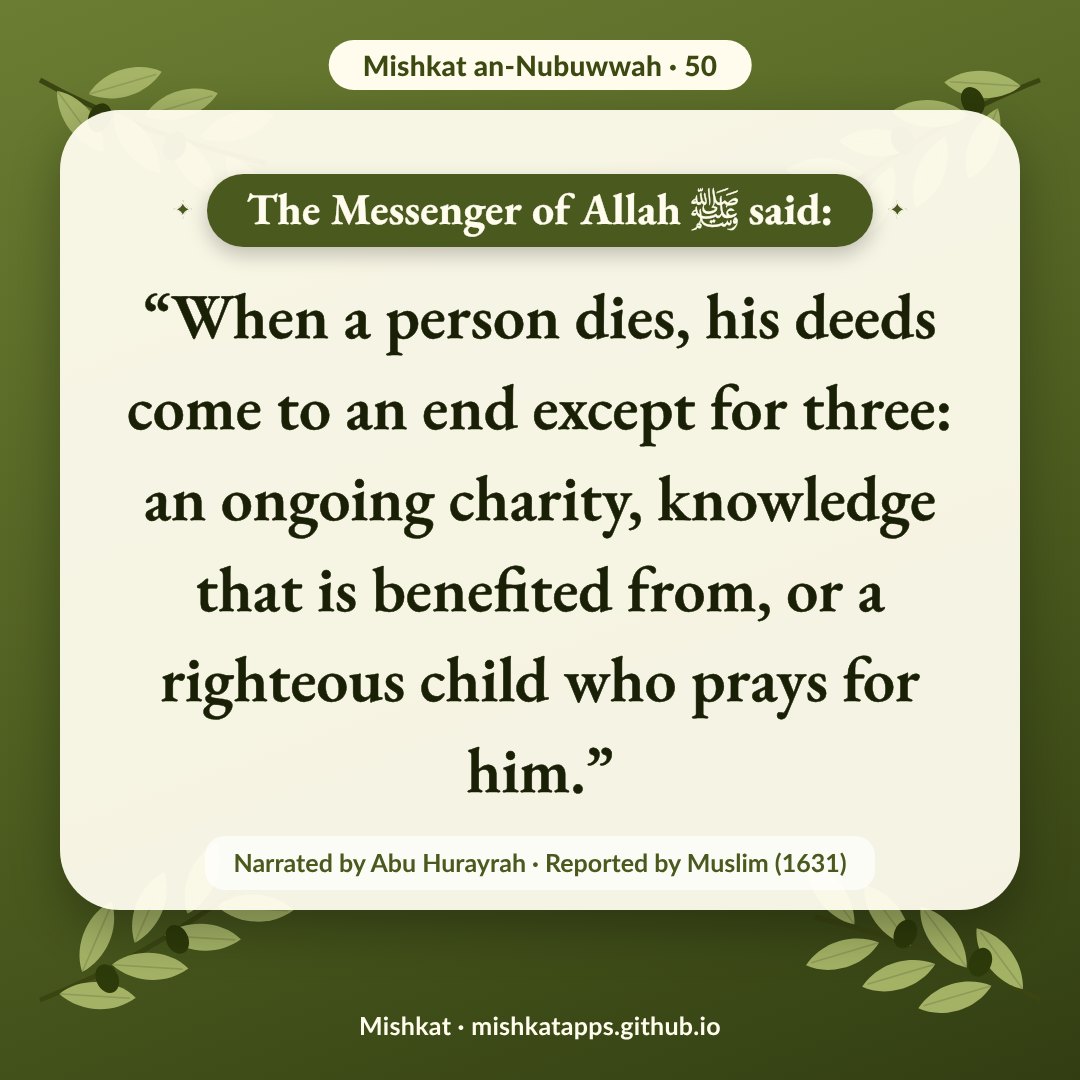 Mishkat an-Nubuwwah · 50
The Messenger of Allah ﷺ said:
“When a person dies, his deeds
come to an end except for three:
an ongoing charity, knowledge
that is benefited from, or a
righteous child who prays for
him.”
Narrated by Abu Hurayrah · Reported by Muslim (1631)
Mishkat · mishkatapps.github.io